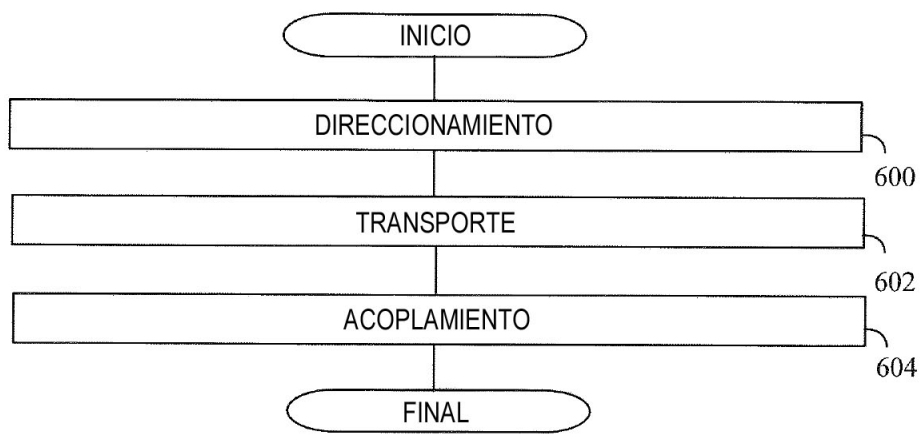 INICIO
DIRECCIONAMIENTO
600
TRANSPORTE
602
ACOPLAMIENTO
604
FINAL